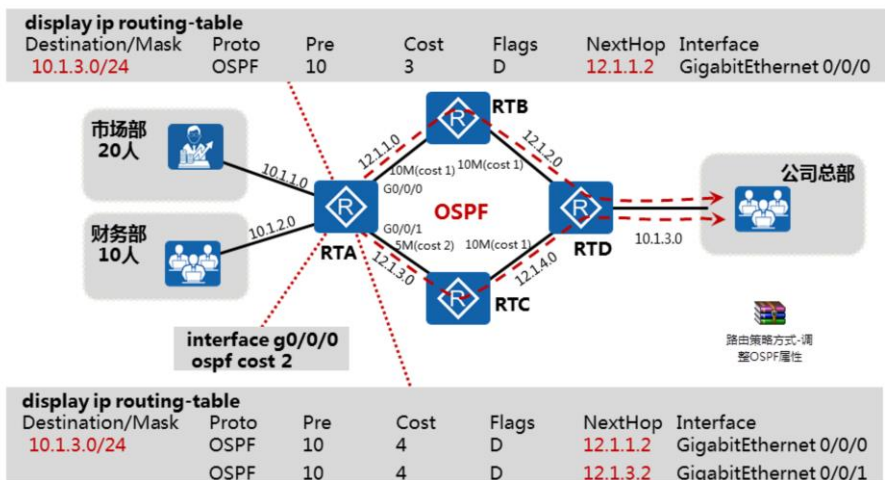 display ip routing-table
Destination/Mask Proto Pre Cost Flags NextHop Interface
10.1.3.0/24 OSPF 10 3 D 12.1.1.2 GigabitEthernet 0/0/0
市场部
20人
10.1.1.0
财务部
10人
10.1.2.0
RTA
12.1.1.0
10M(cost 1)
G0/0/0
RTB
10M(cost 1)
12.1.2.0
OSPF
G0/0/1
5M(cost 2)
12.1.3.0
RTC
10M(cost 1)
12.1.4.0
RTD
10.1.3.0
公司总部
路由策略方式-调
整OSPF属性
interface g0/0/0
ospf cost 2
display ip routing-table
Destination/Mask Proto Pre Cost Flags NextHop Interface
10.1.3.0/24 OSPF 10 4 D 12.1.1.2 GigabitEthernet 0/0/0
OSPF 10 4 D 12.1.3.2 GigabitEthernet 0/0/1